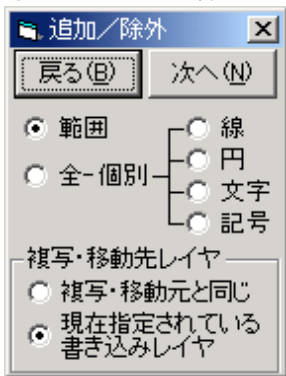 追加／除外
戻る(B) 次へ(N)
範囲 線
円
全-個別
文字
記号
複写・移動先レイヤ
複写・移動元と同じ
現在指定されている
書き込みレイヤ